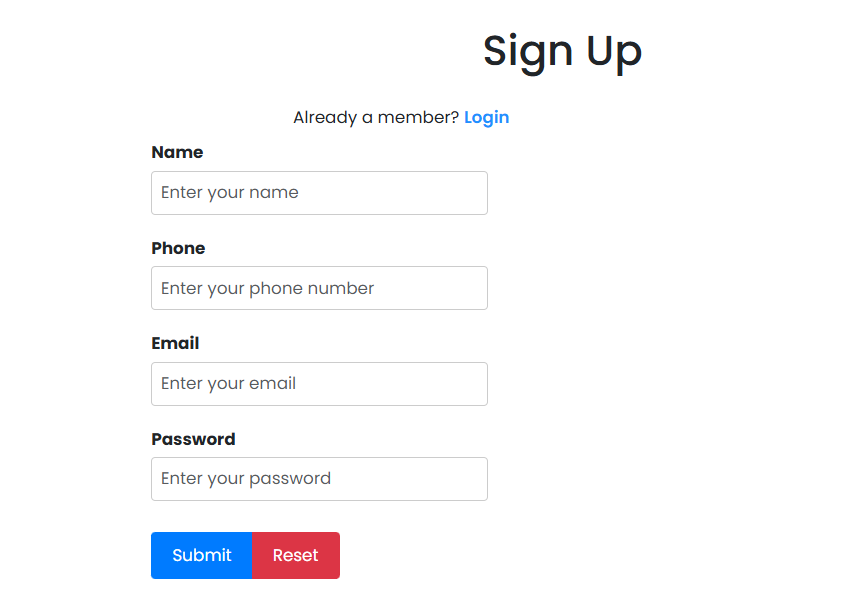 Sign Up
Already a member? Login
Name
Enter your name
Phone
Enter your phone number
Email
Enter your email
Password
Enter your password
Submit Reset